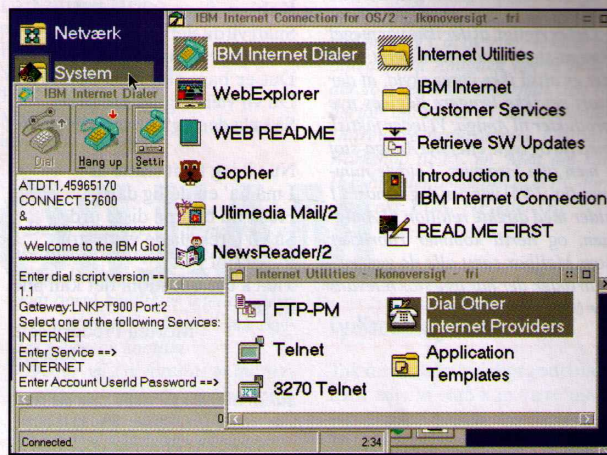 Netværk
System
IBM Internet Connection for OS/2 - Ikonoversigt - fri
IBM Internet Dialer
WebExplorer
WEB README
Gopher
Ultimedia Mail/2
NewsReader/2
Internet Utilities
IBM Internet
Customer Services
Retrieve SW Updates
Introduction to the
IBM Internet Connection
READ ME FIRST
IBM Internet Dialer
Dial
Hang up
ATDT1,45965170
CONNECT 57600
&
Welcome to the IBM Glob
Enter dial script version ==
1.1
Gateway:LNKPT900 Port:2
Select one of the following Services:
INTERNET
Enter Service ==>
INTERNET
Enter Account UserId Password ==>
0
Connected.
2:34
Internet Utilities - Ikonoversigt - fri
FTP-PM
Telnet
3270 Telnet
Dial Other
Internet Providers
Application
Templates